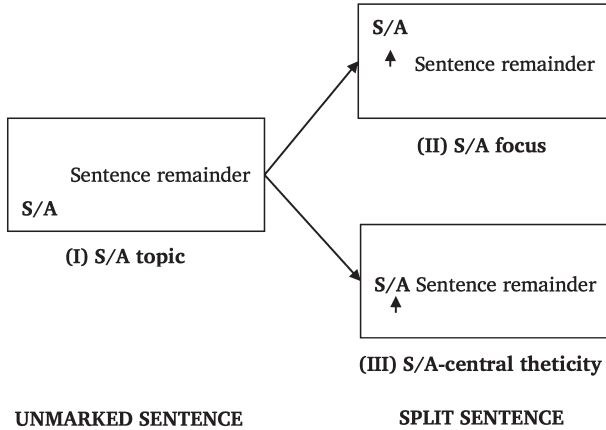 S/A
Sentence remainder
(II) S/A focus
Sentence remainder
S/A
(I) S/A topic
S/A Sentence remainder
(III) S/A-central theticity
UNMARKED SENTENCE
SPLIT SENTENCE